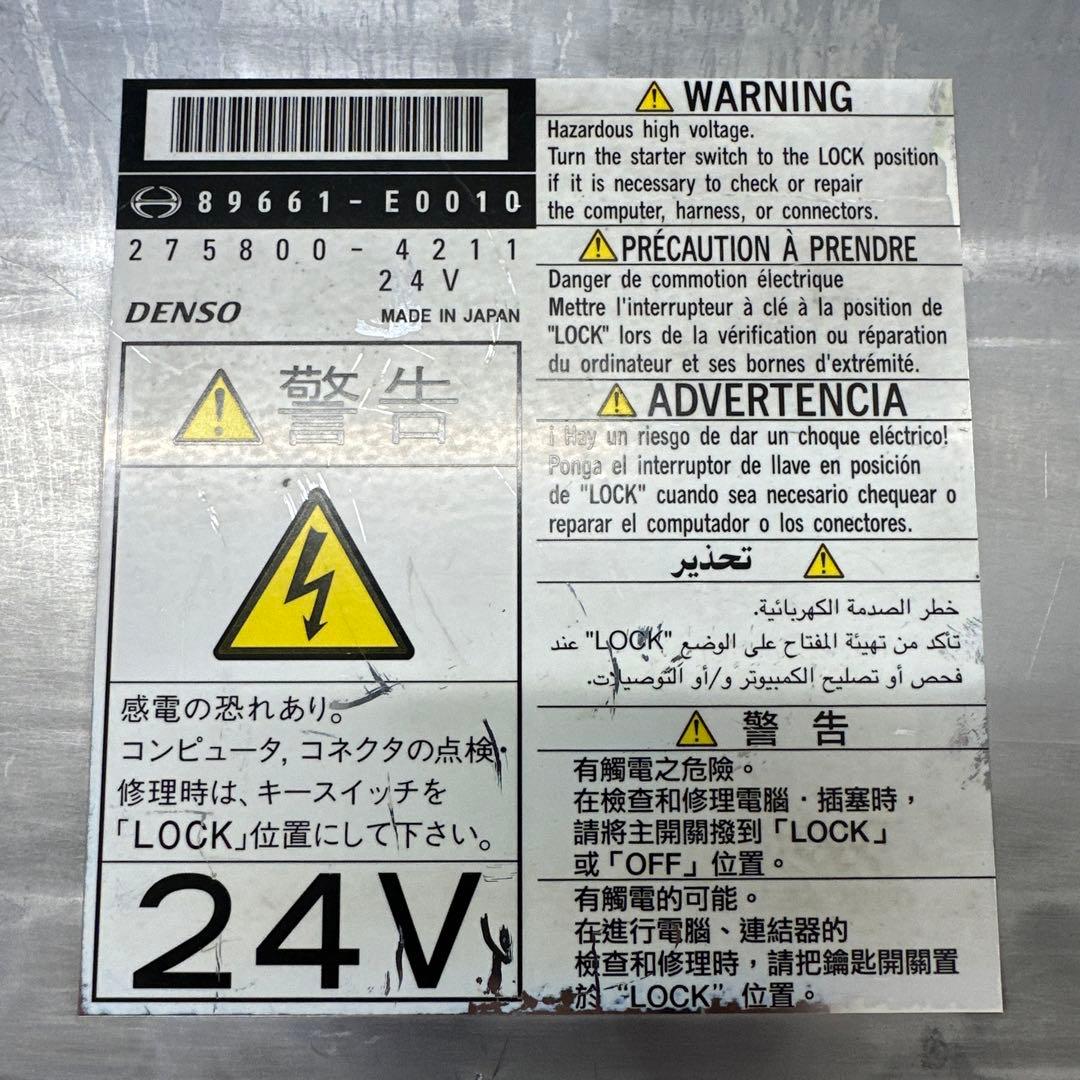 89661-E0010
275800-4211
24V
DENSO
MADE IN JAPAN
警告
感電の恐れあり。
コンピュータ, コネクタの点検・
修理時は、キースイッチを
「LOCK」位置にして下さい。
24V
WARNING
Hazardous high voltage.
Turn the starter switch to the LOCK position
if it is necessary to check or repair
the computer, harness, or connectors.
PRÉCAUTION À PRENDRE
Danger de commotion électrique
Mettre l'interrupteur à clé à la position de
"LOCK" lors de la vérification ou réparation
du ordinateur et ses bornes d'extrémité.
ADVERTENCIA
¡ Hay un riesgo de dar un choque eléctrico!
Ponga el interruptor de llave en posición
de "LOCK" cuando sea necesario chequear o
reparar el computador o los conectores.
تحذير
خطر الصدمة الكهربائية.
تأكد من تهيئة المفتاح على الوضع "LOCK" عند
فحص أو تصليح الكمبيوتر و/أو التوصيلات.
警告
有觸電之危險。
在檢查和修理電腦・插塞時，
請將主開關撥到「LOCK」
或「OFF」位置。
有觸電的可能。
在進行電腦、連結器的
檢查和修理時，請把鑰匙開關置
於 "LOCK" 位置。